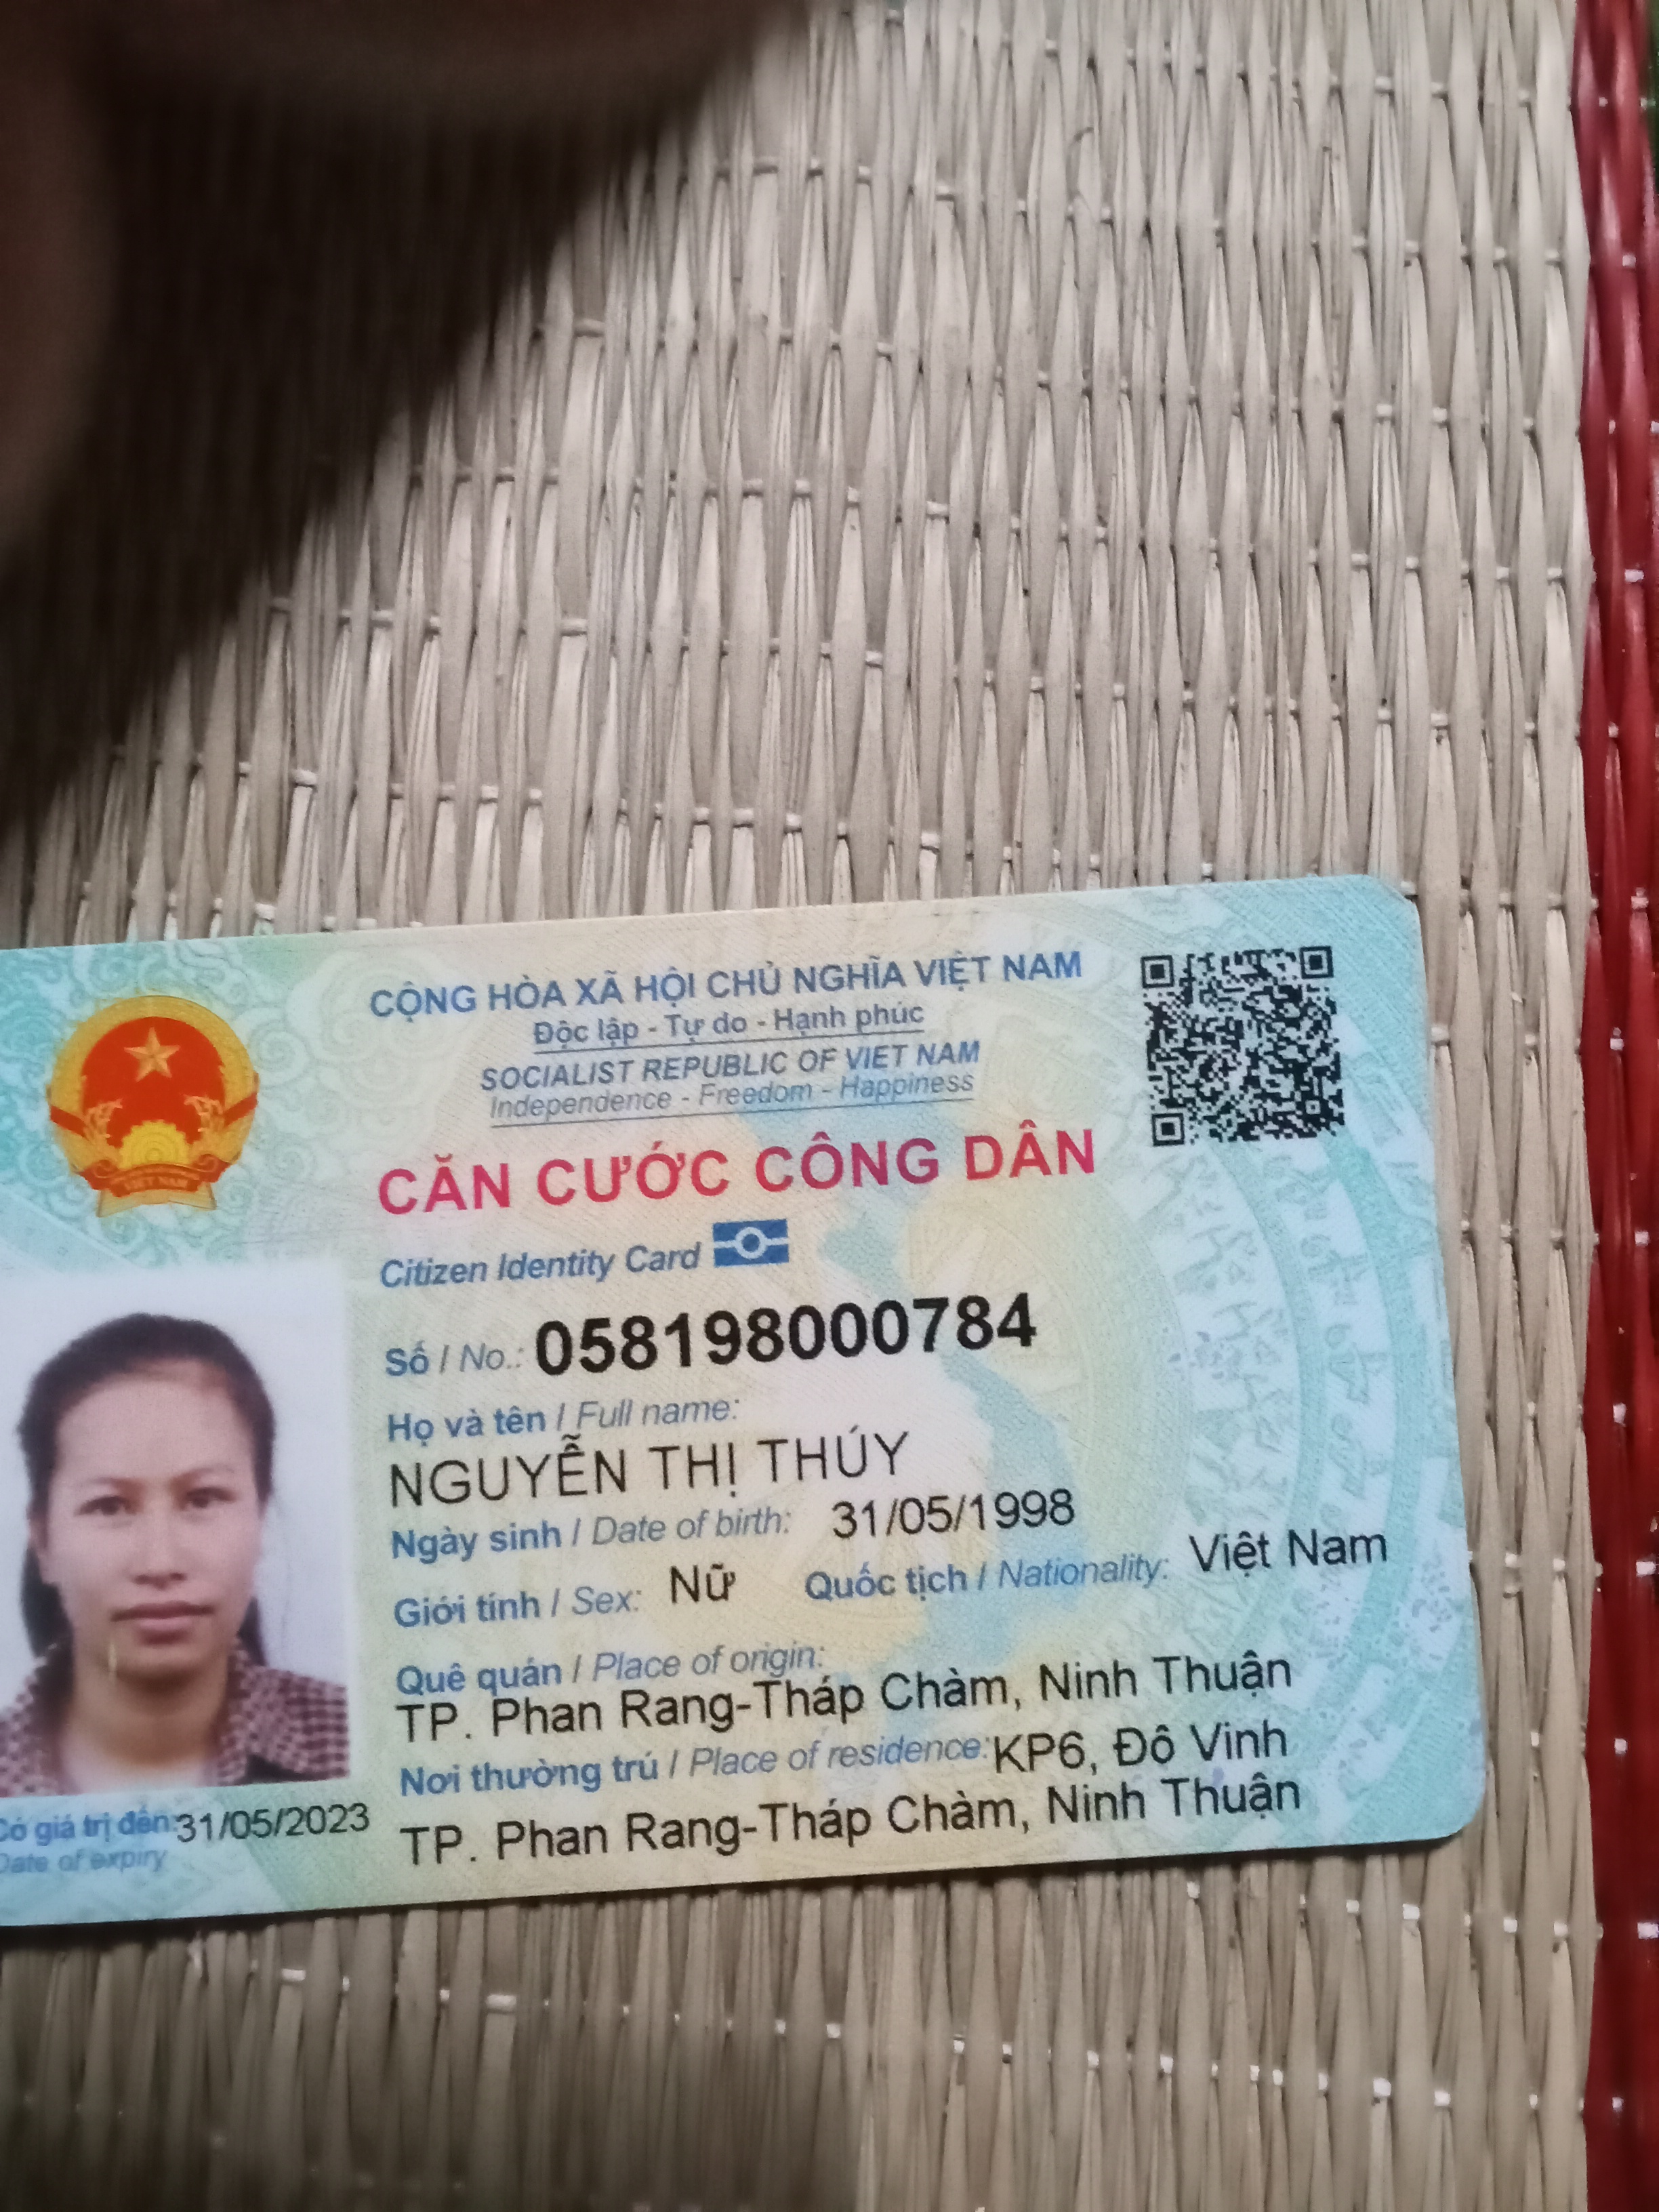 CỘNG HÒA XÃ HỘI CHỦ NGHĨA VIỆT NAM
Độc lập - Tự do - Hạnh phúc
SOCIALIST REPUBLIC OF VIET NAM
Independence - Freedom - Happiness
CĂN CƯỚC CÔNG DÂN
Citizen Identity Card
Số / No.: 058198000784
Họ và tên / Full name:
NGUYỄN THỊ THÚY
Ngày sinh / Date of birth: 31/05/1998
Giới tính / Sex: Nữ Quốc tịch / Nationality: Việt Nam
Quê quán / Place of origin:
TP. Phan Rang-Tháp Chàm, Ninh Thuận
Nơi thường trú / Place of residence: KP6, Đô Vinh
TP. Phan Rang-Tháp Chàm, Ninh Thuận
Có giá trị đến: 31/05/2023
Date of expiry
VIỆT NAM